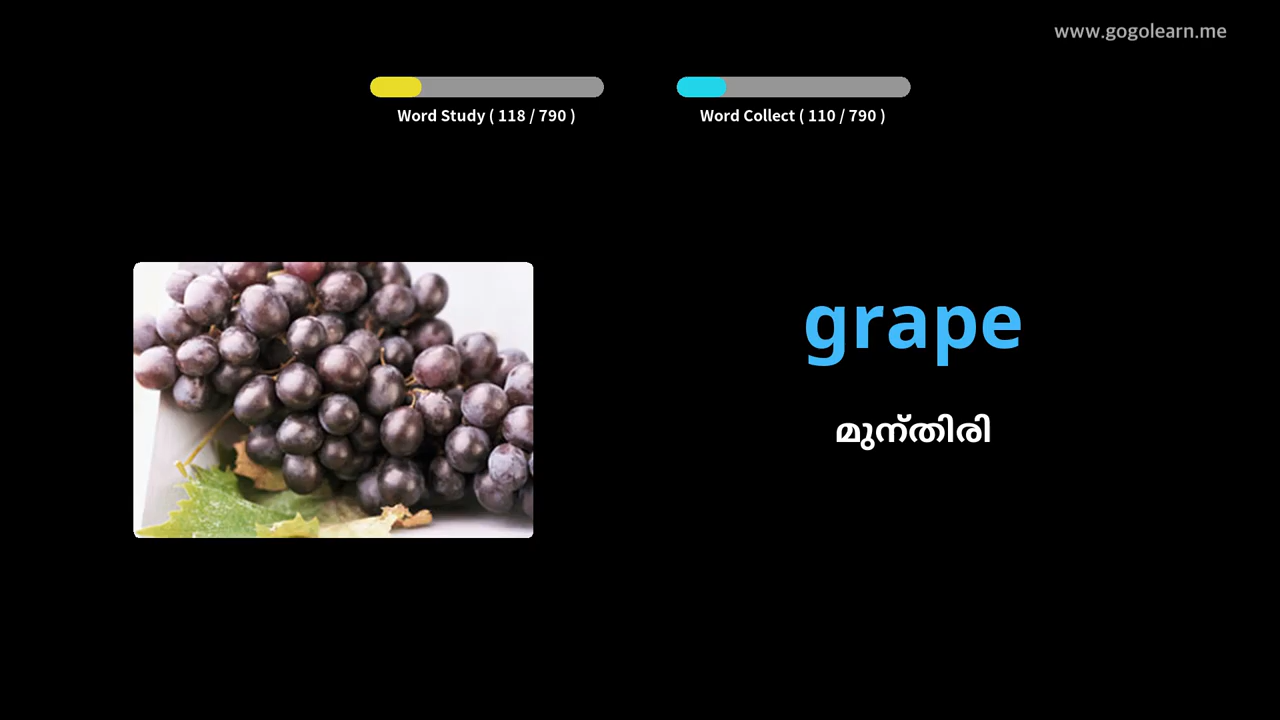 www.gogolearn.me
Word Study ( 118 / 790 )
Word Collect ( 110 / 790 )
grape
മുന്തിരി